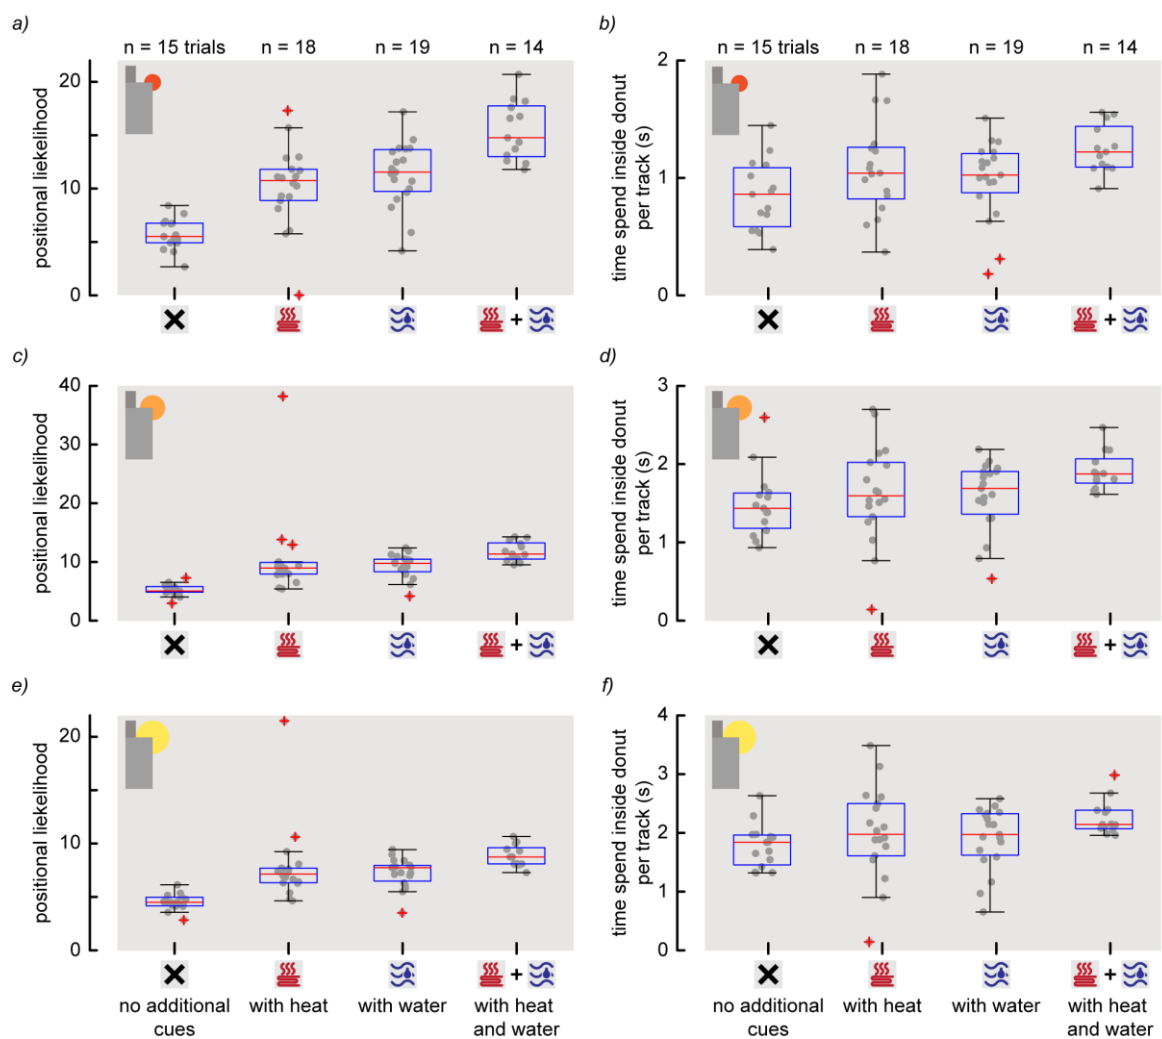 a)
b)
n = 15 trials n = 18 n = 19 n = 14
n = 15 trials n = 18 n = 19 n = 14
positional liekelihood
20
10
0
+
time spend inside donut
per track (s)
2
1
0
+
c)
d)
positional liekelihood
40
30
20
10
0
+
time spend inside donut
per track (s)
3
2
1
0
+
e)
f)
positional liekelihood
20
10
0
+
time spend inside donut
per track (s)
4
3
2
1
0
+
no additional
cues
with heat
with water
with heat
and water
no additional
cues
with heat
with water
with heat
and water